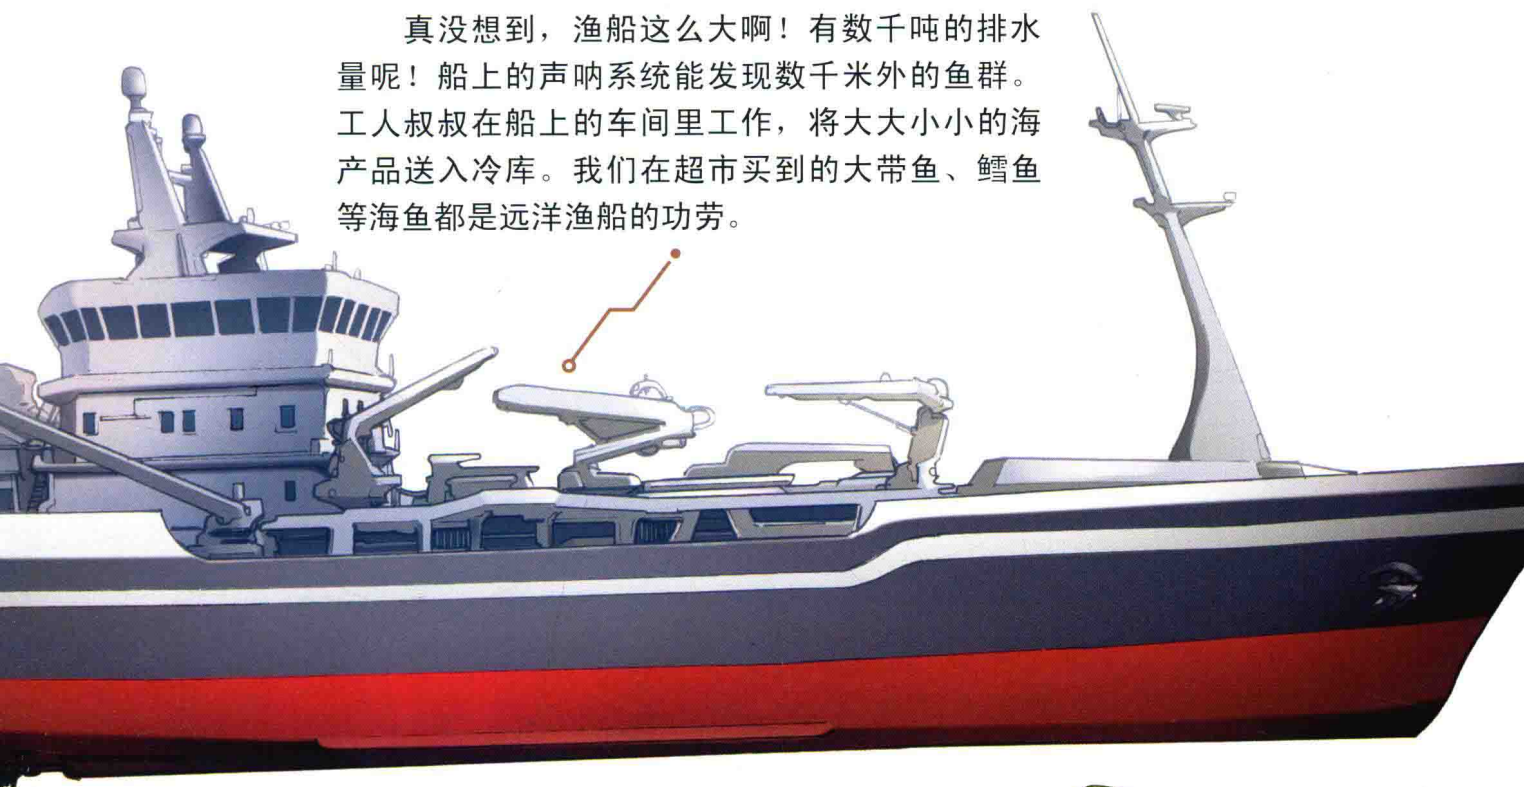 真没想到，渔船这么大啊！有数千吨的排水
量呢！船上的声呐系统能发现数千米外的鱼群。
工人叔叔在船上的车间里工作，将大大小小的海
产品送入冷库。我们在超市买到的大带鱼、鳕鱼
等海鱼都是远洋渔船的功劳。